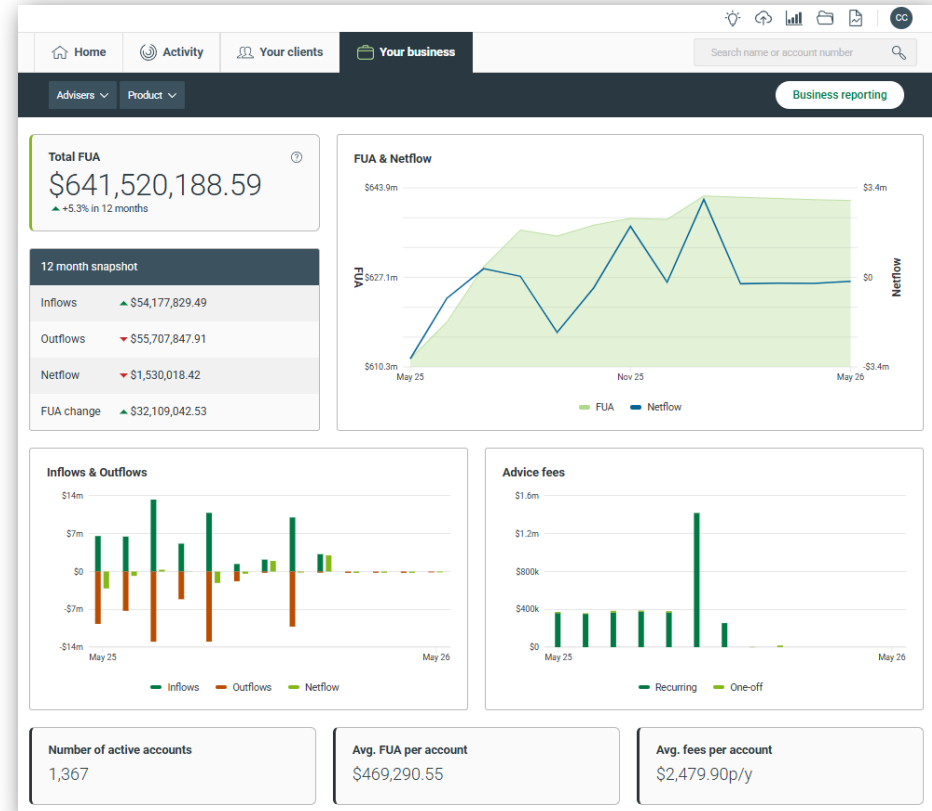 CC
Home
Activity
Your clients
Your business
Search name or account number
Advisers
Product
Business reporting
Total FUA
?
$641,520,188.59
+5.3% in 12 months
12 month snapshot
Inflows $54,177,829.49
Outflows $55,707,847.91
Netflow $1,530,018.42
FUA change $32,109,042.53
FUA & Netflow
$643.9m
$627.1m
$610.3m
FUA
$3.4m
$0
-$3.4m
Netflow
May 25
Nov 25
May 26
FUA
Netflow
Inflows & Outflows
$14m
$7m
$0
-$7m
-$14m
May 25
May 26
Inflows
Outflows
Netflow
Advice fees
$1.6m
$1.2m
$800k
$400k
$0
May 25
May 26
Recurring
One-off
Number of active accounts
1,367
Avg. FUA per account
$469,290.55
Avg. fees per account
$2,479.90p/y